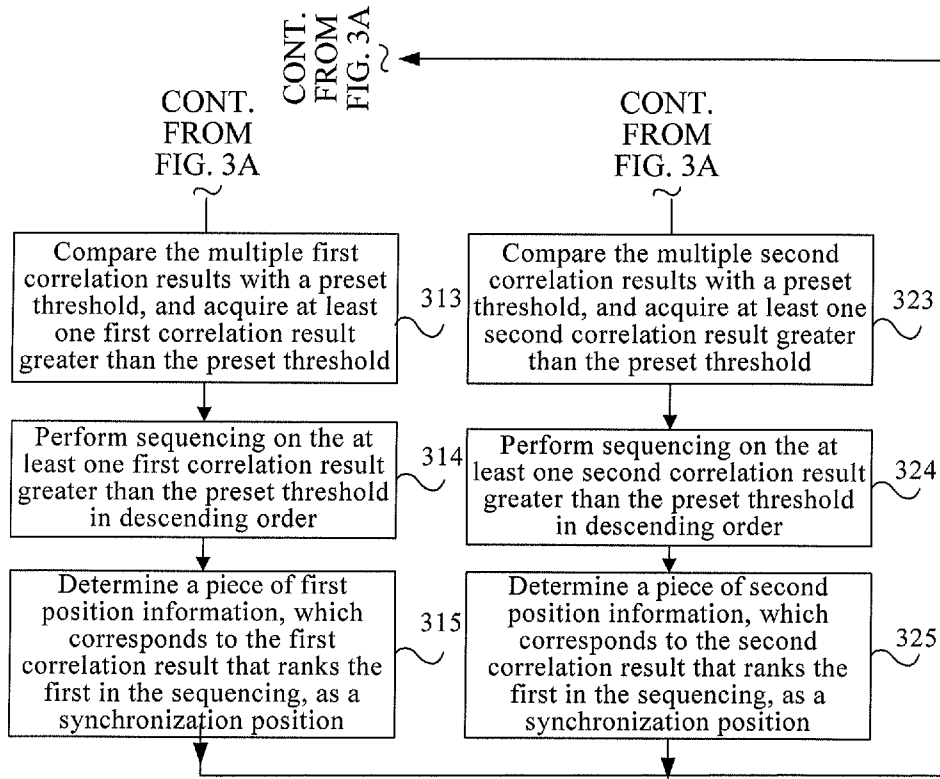 CONT.
FROM
FIG. 3A
CONT.
FROM
FIG. 3A
CONT.
FROM
FIG. 3A
Compare the multiple first
correlation results with a preset
threshold, and acquire at least
one first correlation result
greater than the preset threshold
313
Compare the multiple second
correlation results with a preset
threshold, and acquire at least one
second correlation result greater
than the preset threshold
323
Perform sequencing on the at
least one first correlation result
greater than the preset threshold
in descending order
314
Perform sequencing on the at
least one second correlation result
greater than the preset threshold
in descending order
324
Determine a piece of first
position information, which
corresponds to the first
correlation result that ranks the
first in the sequencing, as a
synchronization position
315
Determine a piece of second
position information, which
corresponds to the second
correlation result that ranks the
first in the sequencing, as a
synchronization position
325